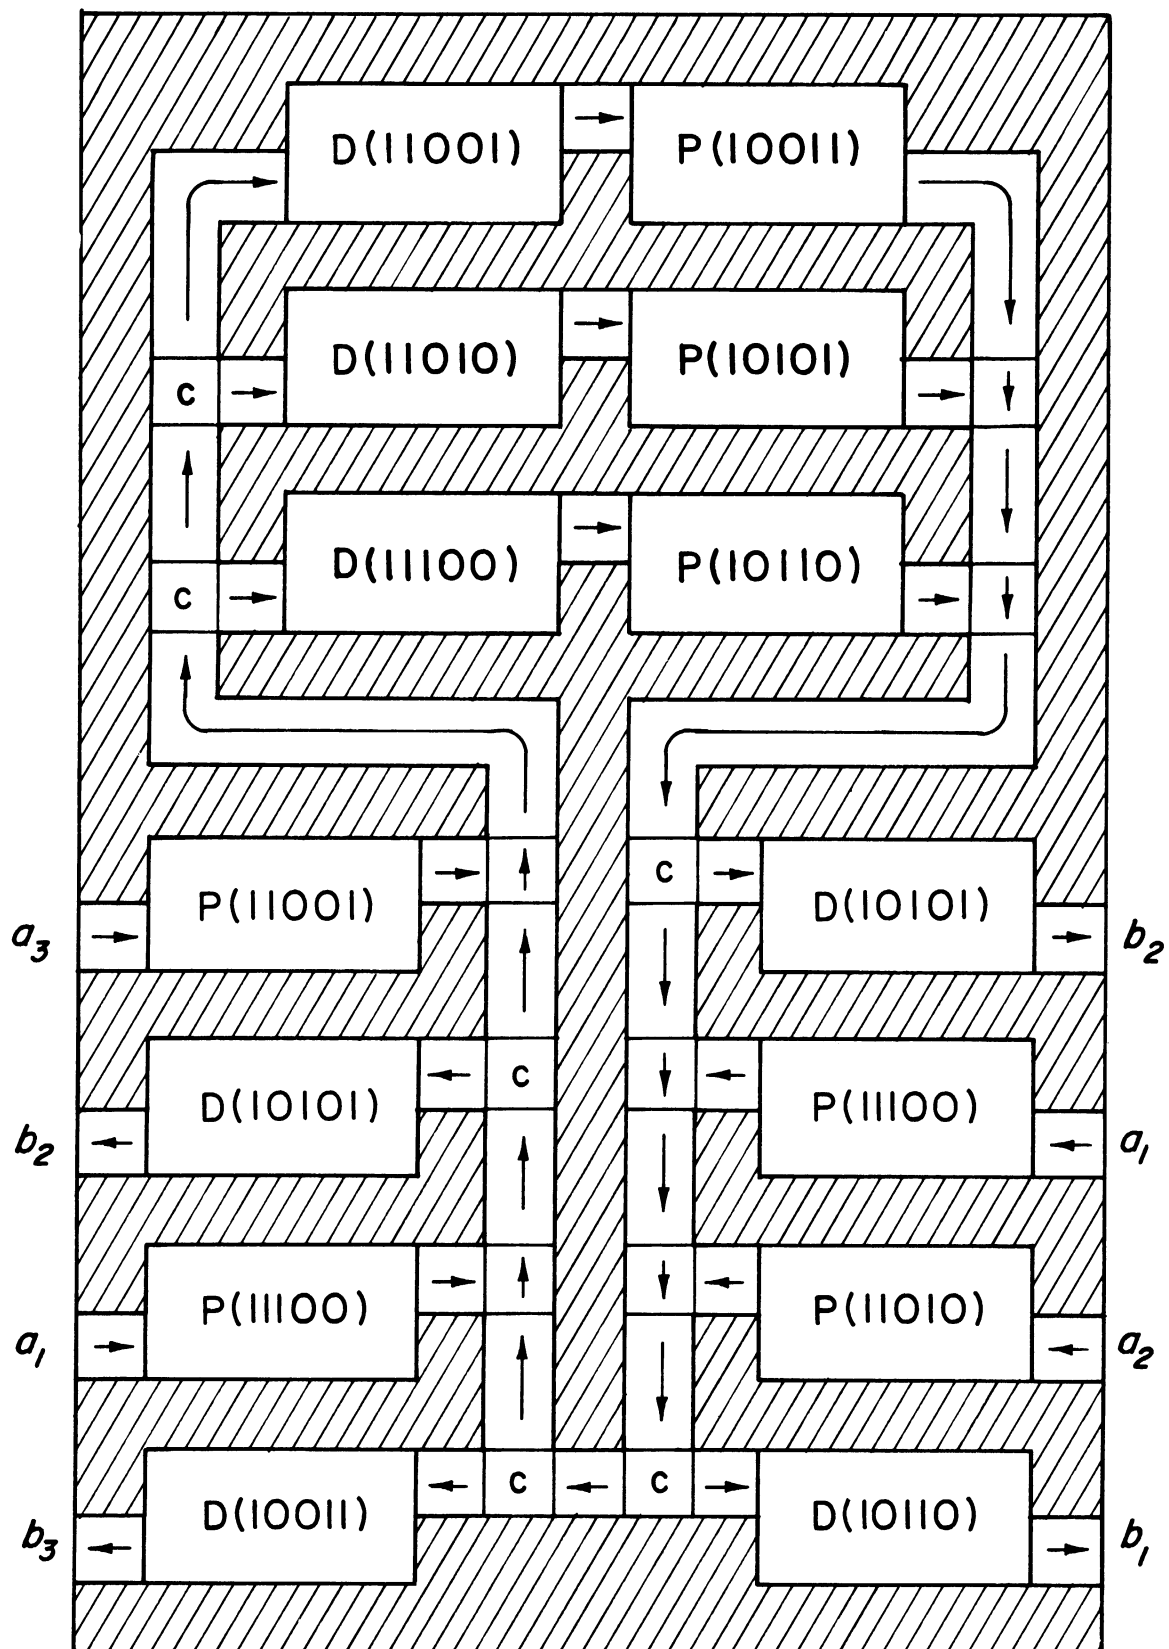 D(11001) P(10011)
D(11010) P(10101)
c
D(11100) P(10110)
c
c
P(11001) D(10101)
a3 b2
c
D(10101) P(11100)
b2 a1
P(11100) P(11010)
a1 a2
c c
D(10011) D(10110)
b3 b1